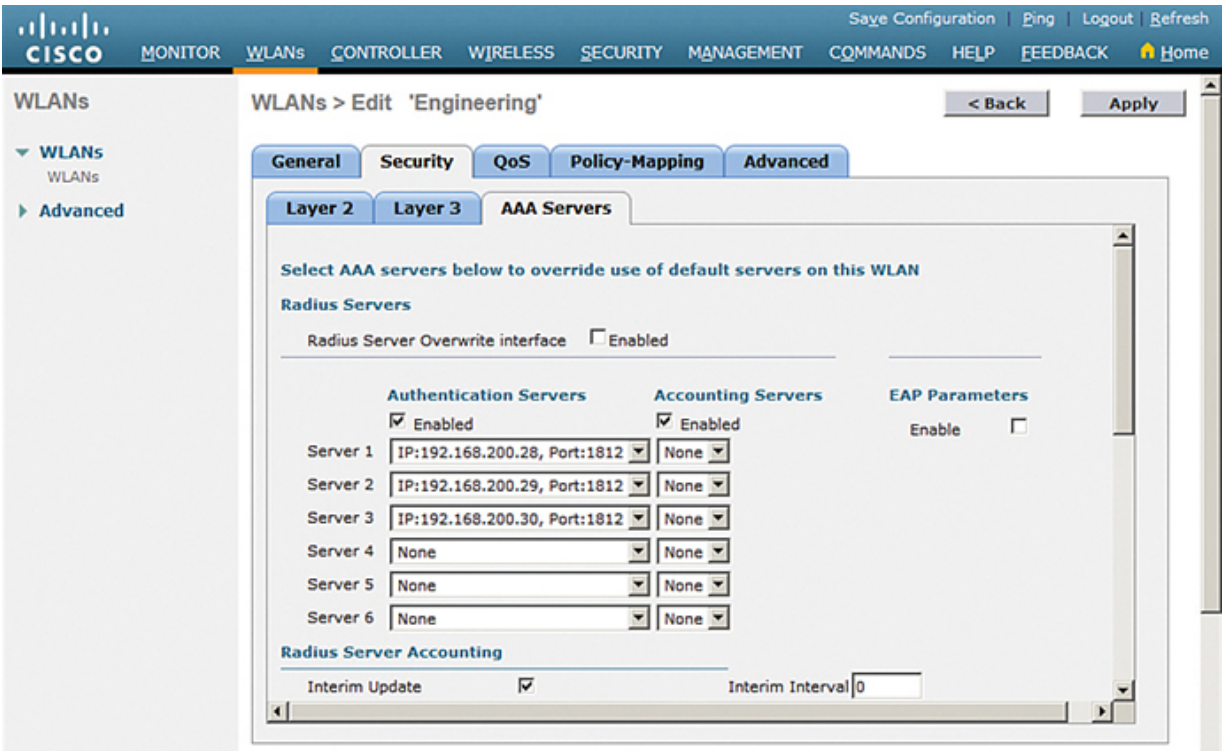 Save Configuration | Ping | Logout | Refresh
CISCO MONITOR WLANs CONTROLLER WIRELESS SECURITY MANAGEMENT COMMANDS HELP FEEDBACK Home
WLANs
WLANs > Edit 'Engineering'
< Back
Apply
WLANs
WLANs
Advanced
General Security QoS Policy-Mapping Advanced
Layer 2 Layer 3 AAA Servers
Select AAA servers below to override use of default servers on this WLAN
Radius Servers
Radius Server Overwrite interface Enabled
Authentication Servers Accounting Servers EAP Parameters
Enabled Enabled Enable
Server 1 IP:192.168.200.28, Port:1812 None
Server 2 IP:192.168.200.29, Port:1812 None
Server 3 IP:192.168.200.30, Port:1812 None
Server 4 None None
Server 5 None None
Server 6 None None
Radius Server Accounting
Interim Update Interim Interval 0